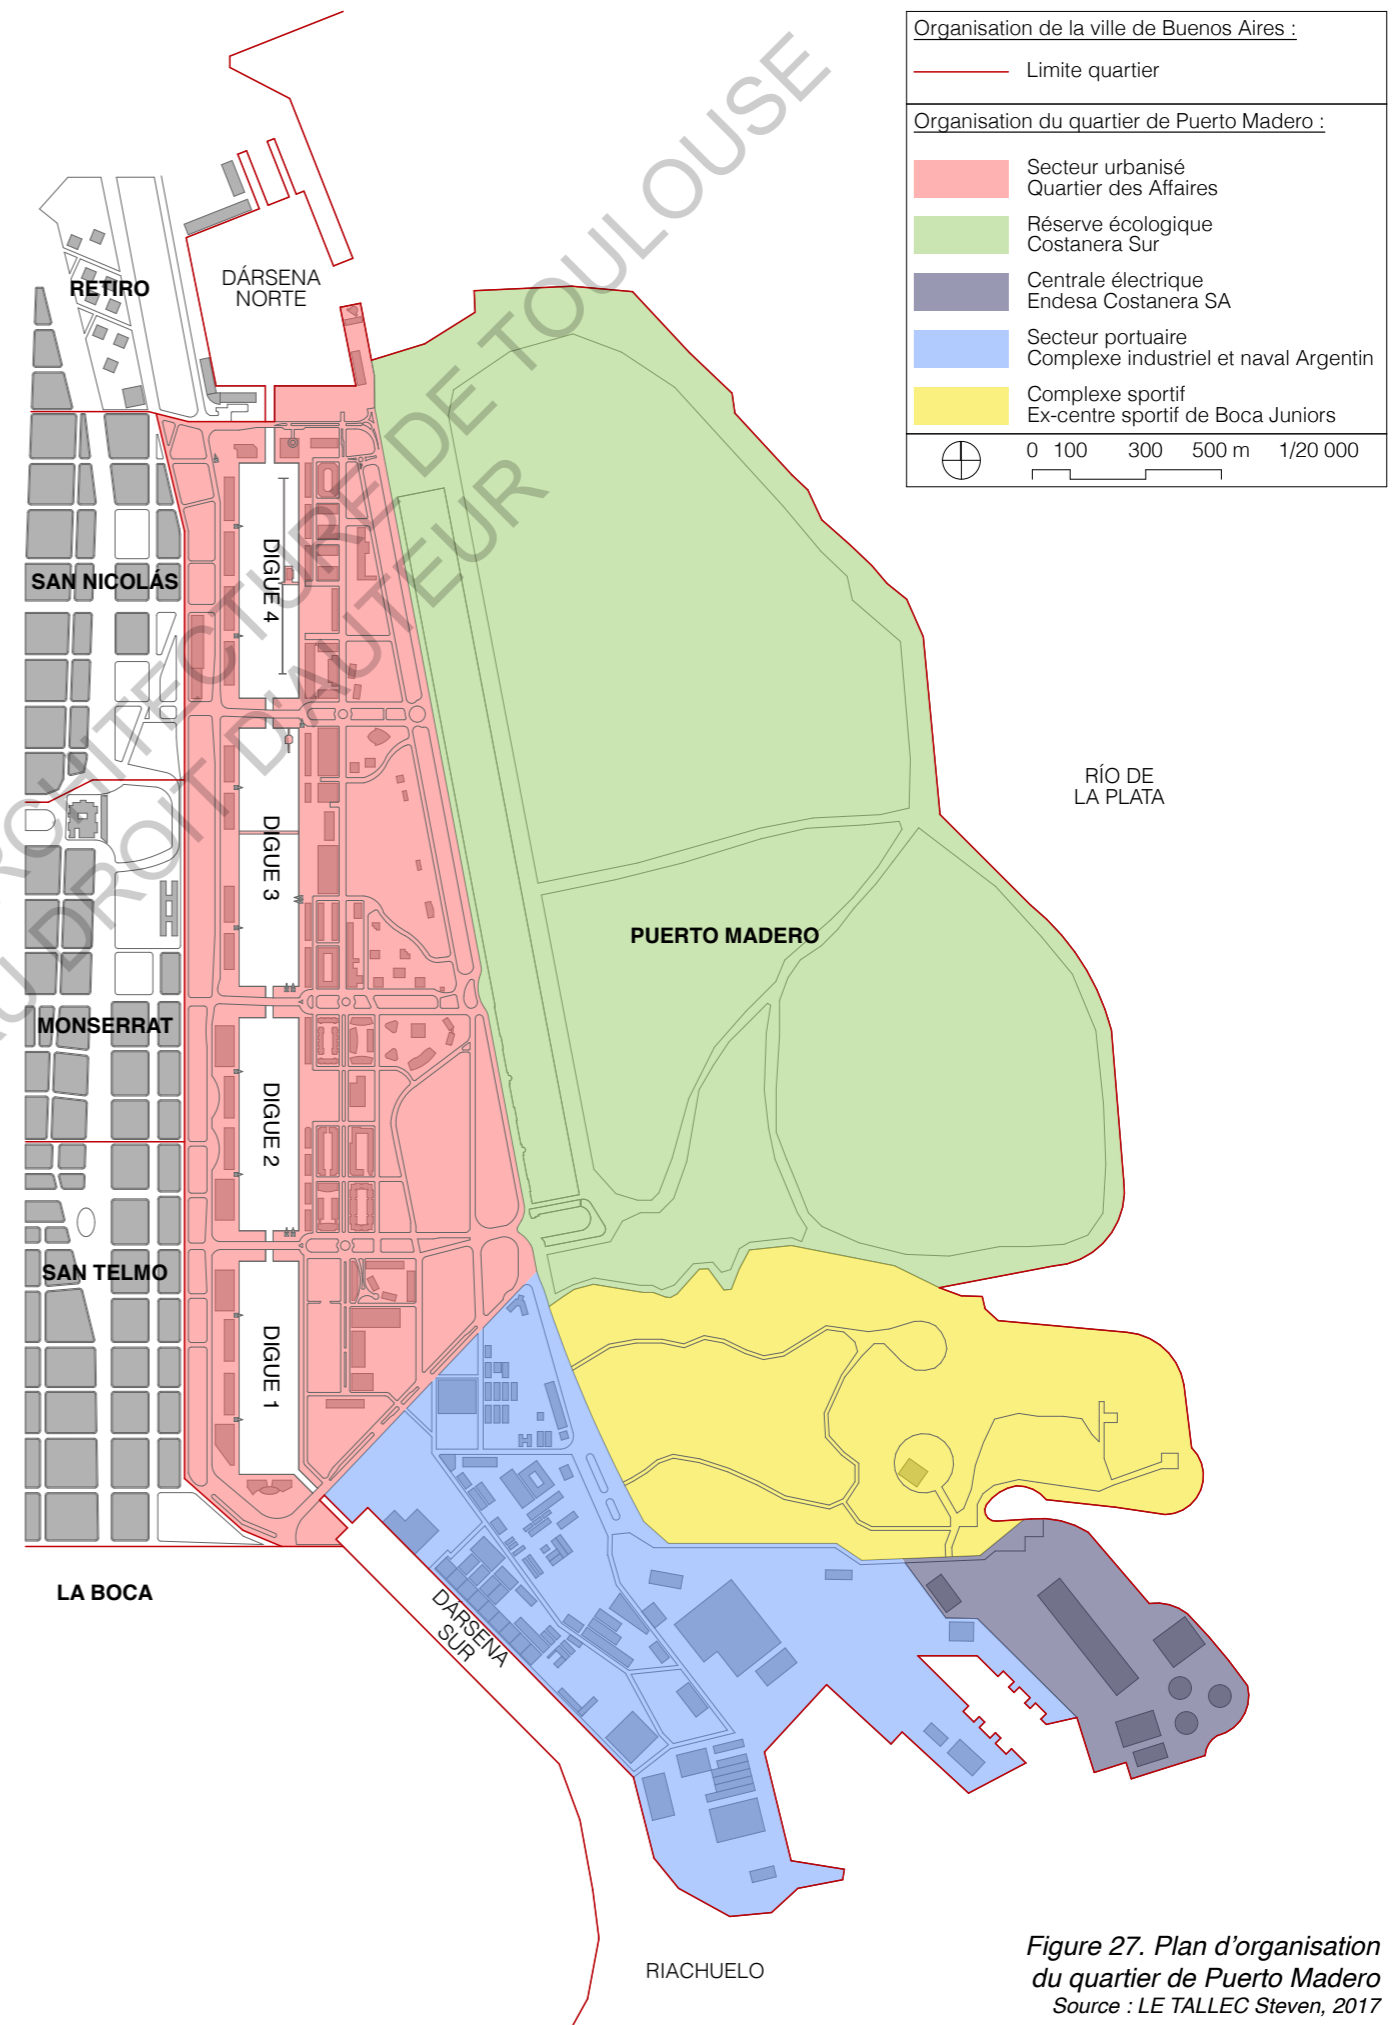 Organisation de la ville de Buenos Aires :
Limite quartier
Organisation du quartier de Puerto Madero :
Secteur urbanisé
Quartier des Affaires
Réserve écologique
Costanera Sur
Centrale électrique
Endesa Costanera SA
Secteur portuaire
Complexe industriel et naval Argentin
Complexe sportif
Ex-centre sportif de Boca Juniors
0 100 300 500 m 1/20 000
RETIRO
DÁRSENA
NORTE
SAN NICOLÁS
DIGUE 4
RÍO DE
LA PLATA
DIGUE 3
PUERTO MADERO
MONSERRAT
DIGUE 2
SAN TELMO
DIGUE 1
LA BOCA
DÁRSENA
SUR
RIACHUELO
Figure 27. Plan d'organisation
du quartier de Puerto Madero
Source : LE TALLEC Steven, 2017
ARCHITECTURE DE TOULOUSE
AU DROIT D'AUTEUR